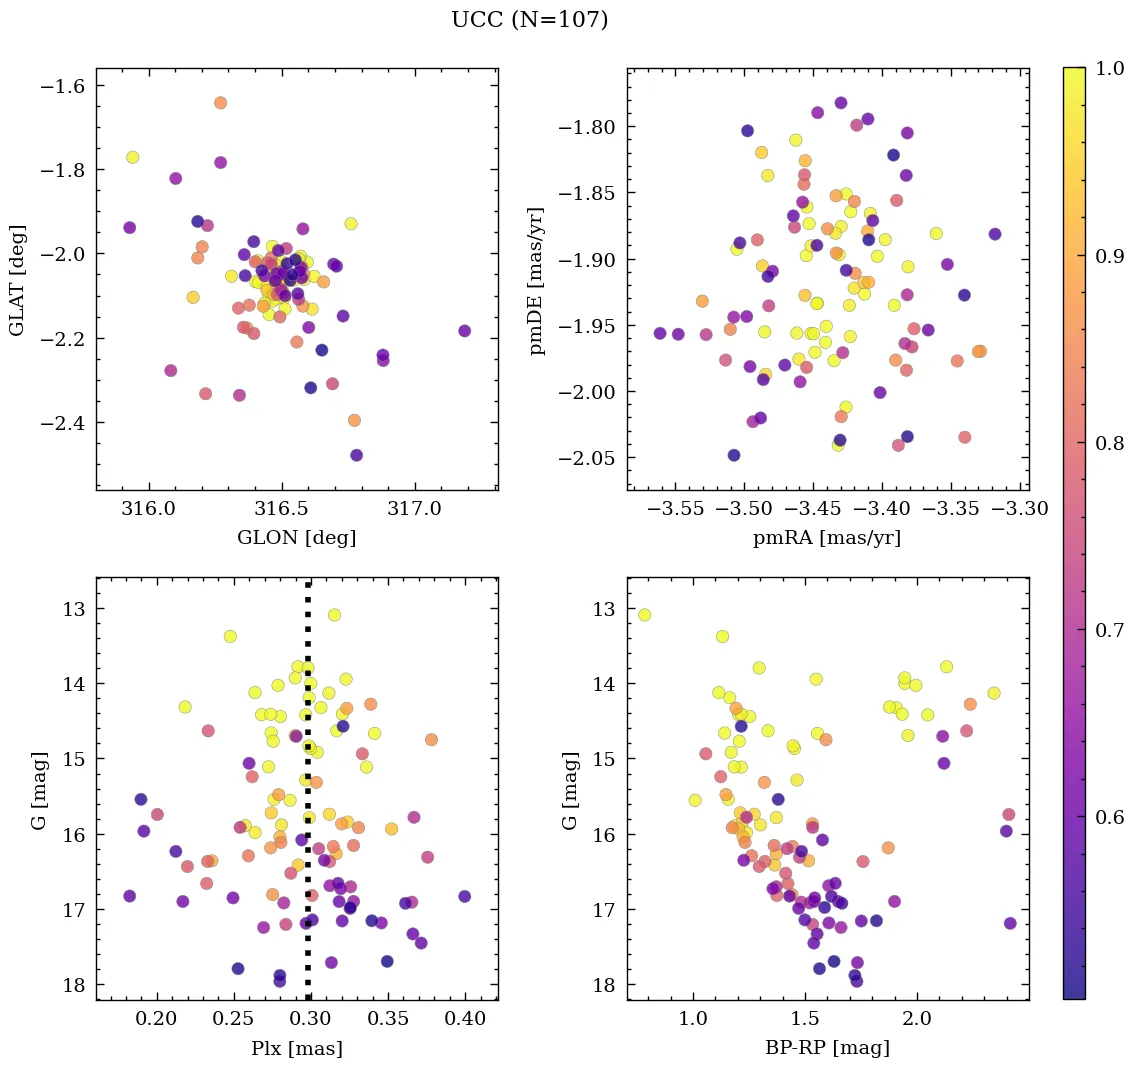 UCC (N=107)
−1.6
−1.8
−2.0
−2.2
−2.4
GLAT [deg]
316.0 316.5 317.0
GLON [deg]
−1.80
−1.85
−1.90
−1.95
−2.00
−2.05
pmDE [mas/yr]
−3.55 −3.50 −3.45 −3.40 −3.35 −3.30
pmRA [mas/yr]
13
14
15
16
17
18
G [mag]
0.20 0.25 0.30 0.35 0.40
Plx [mas]
13
14
15
16
17
18
G [mag]
1.0 1.5 2.0
BP-RP [mag]
1.0
0.9
0.8
0.7
0.6